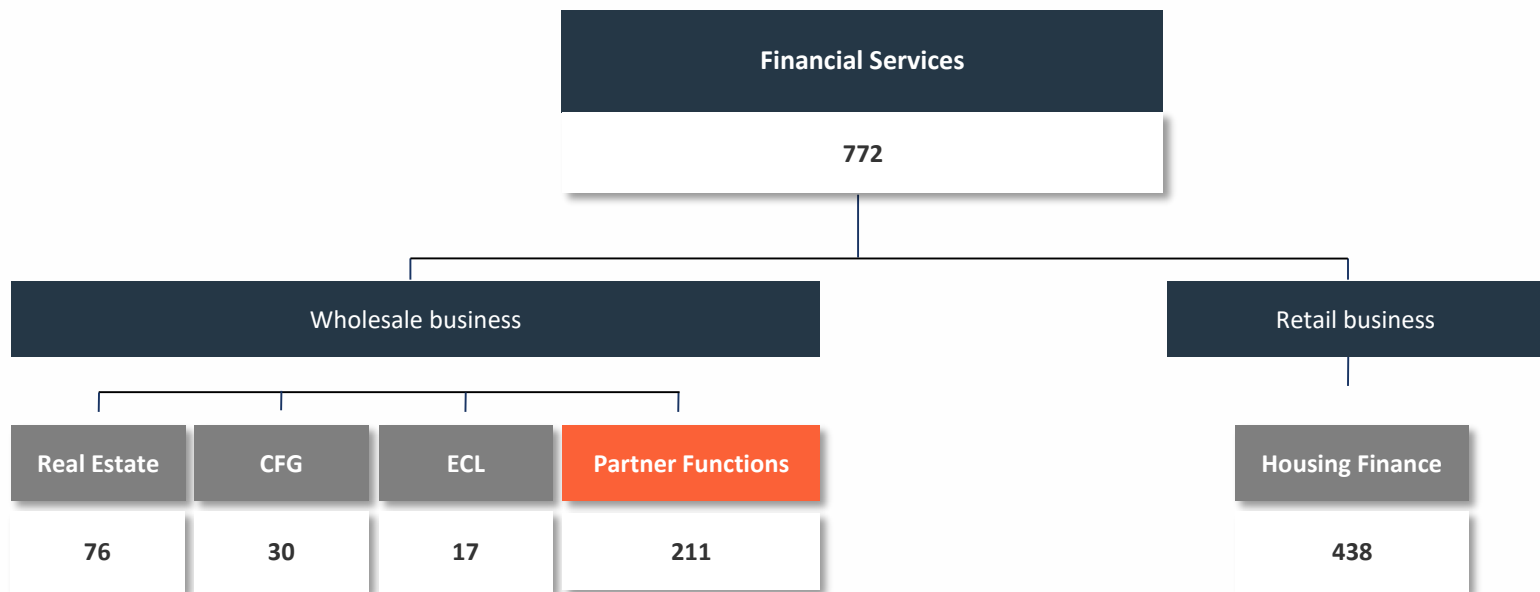 Financial Services
772
Wholesale business
Retail business
Real Estate
CFG
ECL
Partner Functions
Housing Finance
76
30
17
211
438